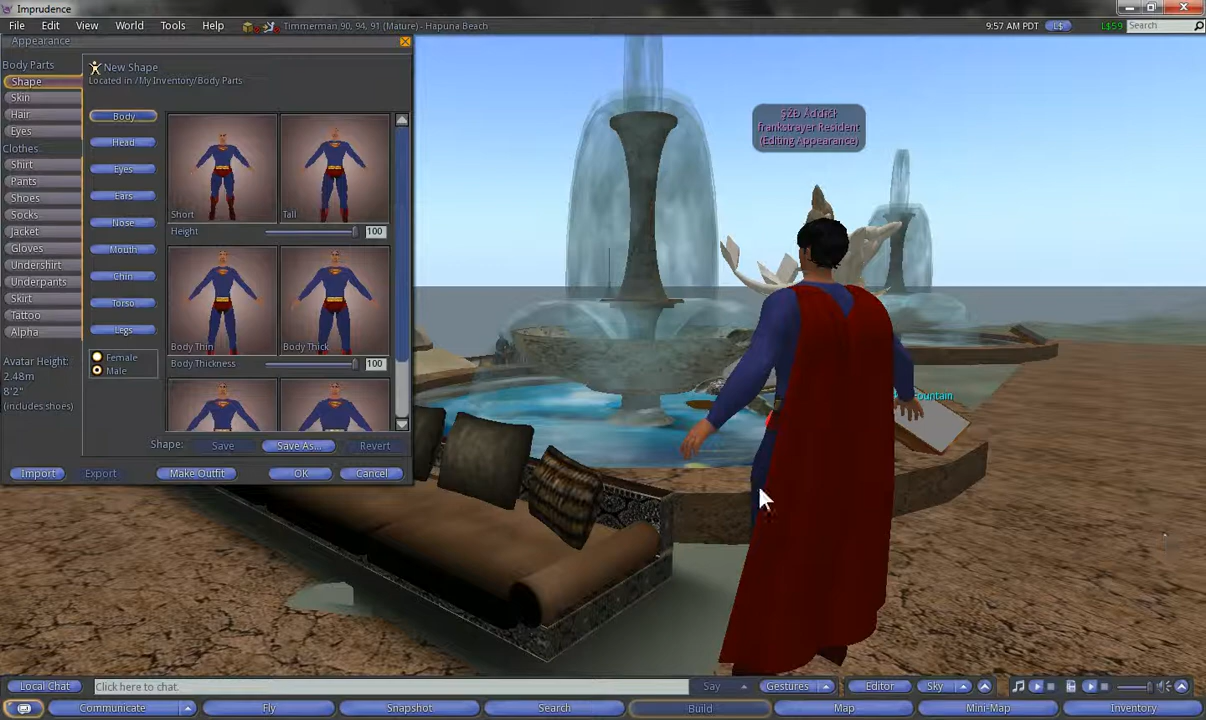 Imprudence
File Edit View World Tools Help
Timmerman 90, 94, 91 (Mature) - Hapuna Beach
9:57 AM PDT L$ L$59 Search
Appearance
Body Parts
Shape
Skin
Hair
Eyes
Clothes
Shirt
Pants
Shoes
Socks
Jacket
Gloves
Undershirt
Underpants
Skirt
Tattoo
Alpha
Avatar Height:
2.48m
8'2"
(includes shoes)
New Shape
Located in /My Inventory/Body Parts
Body
Head
Eyes
Ears
Nose
Mouth
Chin
Torso
Legs
Female
Male
Short Tall
Height 100
Body Thin Body Thick
Body Thickness 100
Shape: Save Save As... Revert
Import Export Make Outfit OK Cancel
frankstrayer Resident
(Editing Appearance)
Fountain
Local Chat Click here to chat. Say Gestures Editor Sky
Communicate Fly Snapshot Search Build Map Mini-Map Inventory